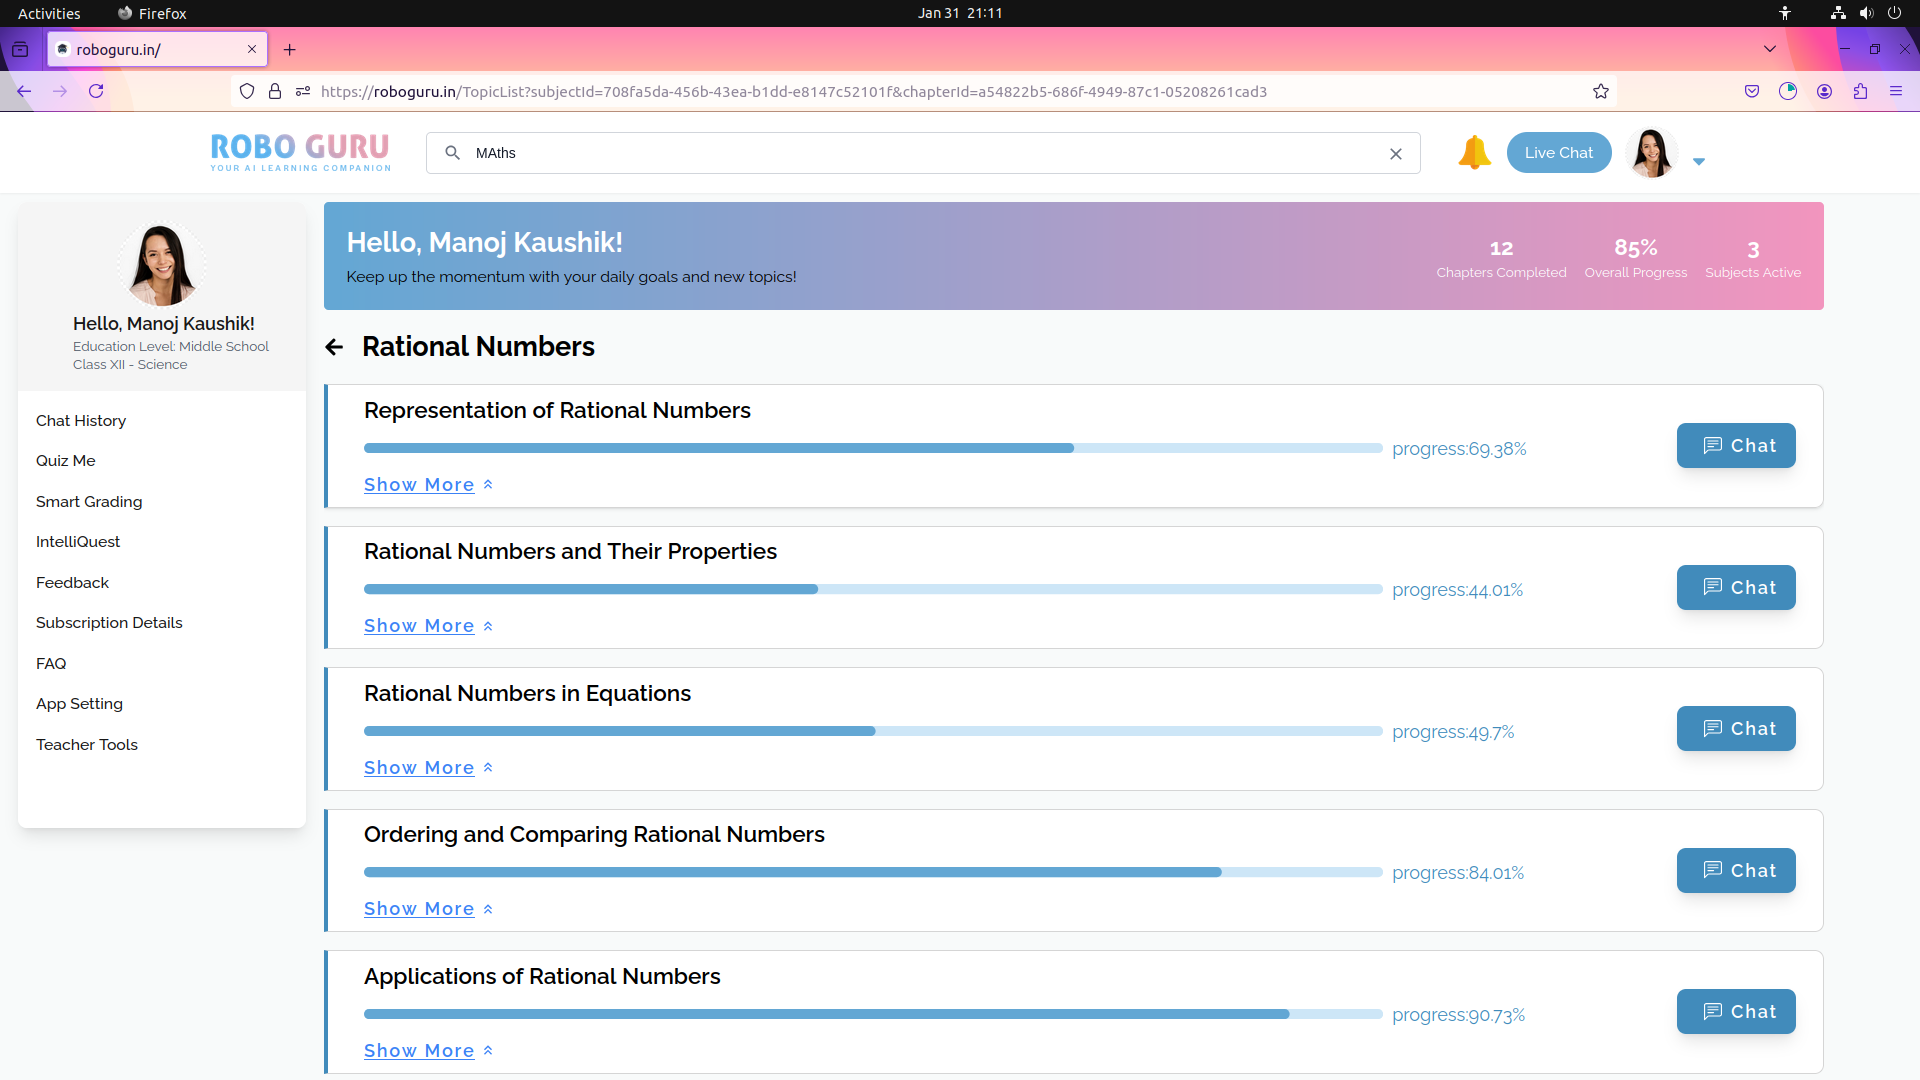 Activities
Firefox
Jan 31 21:11
roboguru.in/
https://roboguru.in/TopicList?subjectId=708fa5da-456b-43ea-b1dd-e8147c52101f&chapterId=a54822b5-686f-4949-87c1-05208261cad3
ROBO GURU
YOUR AI LEARNING COMPANION
MAths
Live Chat
Hello, Manoj Kaushik!
Education Level: Middle School
Class XII - Science
Chat History
Quiz Me
Smart Grading
IntelliQuest
Feedback
Subscription Details
FAQ
App Setting
Teacher Tools
Hello, Manoj Kaushik!
Keep up the momentum with your daily goals and new topics!
12
Chapters Completed
85%
Overall Progress
3
Subjects Active
Rational Numbers
Representation of Rational Numbers
progress:69.38%
Show More
Chat
Rational Numbers and Their Properties
progress:44.01%
Show More
Chat
Rational Numbers in Equations
progress:49.7%
Show More
Chat
Ordering and Comparing Rational Numbers
progress:84.01%
Show More
Chat
Applications of Rational Numbers
progress:90.73%
Show More
Chat